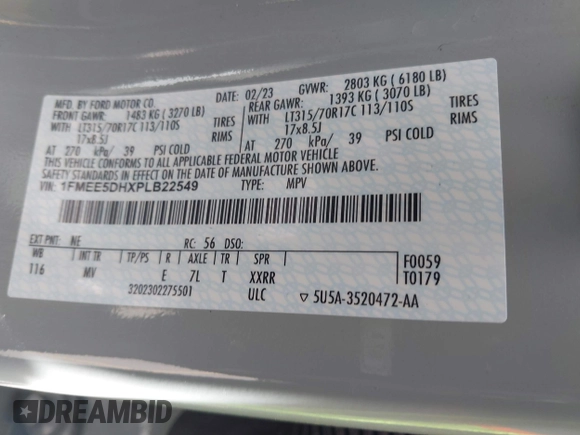 MFD. BY FORD MOTOR CO.
02/23
GVWR: 2803 KG ( 6180 LB)
FRONT GAWR: 1483 KG ( 3270 LB)
WITH LT315/70R17C 113/110S TIRES
17x8.5J RIMS
AT 270 kPa/ 39 PSI COLD
REAR GAWR: 1393 KG ( 3070 LB)
WITH LT315/70R17C 113/110S TIRES
17x8.5J RIMS
AT 270 kPa/ 39 PSI COLD
THIS VEHICLE CONFORMS TO ALL APPLICABLE FEDERAL MOTOR VEHICLE
SAFETY STANDARDS IN EFFECT ON THE DATE OF MANUFACTURE SHOWN ABOVE.
VIN: 1FMEE5DHXPLB22549
TYPE: MPV
EXT PNT: NE RC: 56 DSO:
WB INT TR TP/PS R AXLE TR SPR
116 MV E 7L T XXRR
F0059
T0179
3202302275501
ULC
▽ 5U5A-3520472-AA
DREAMBID